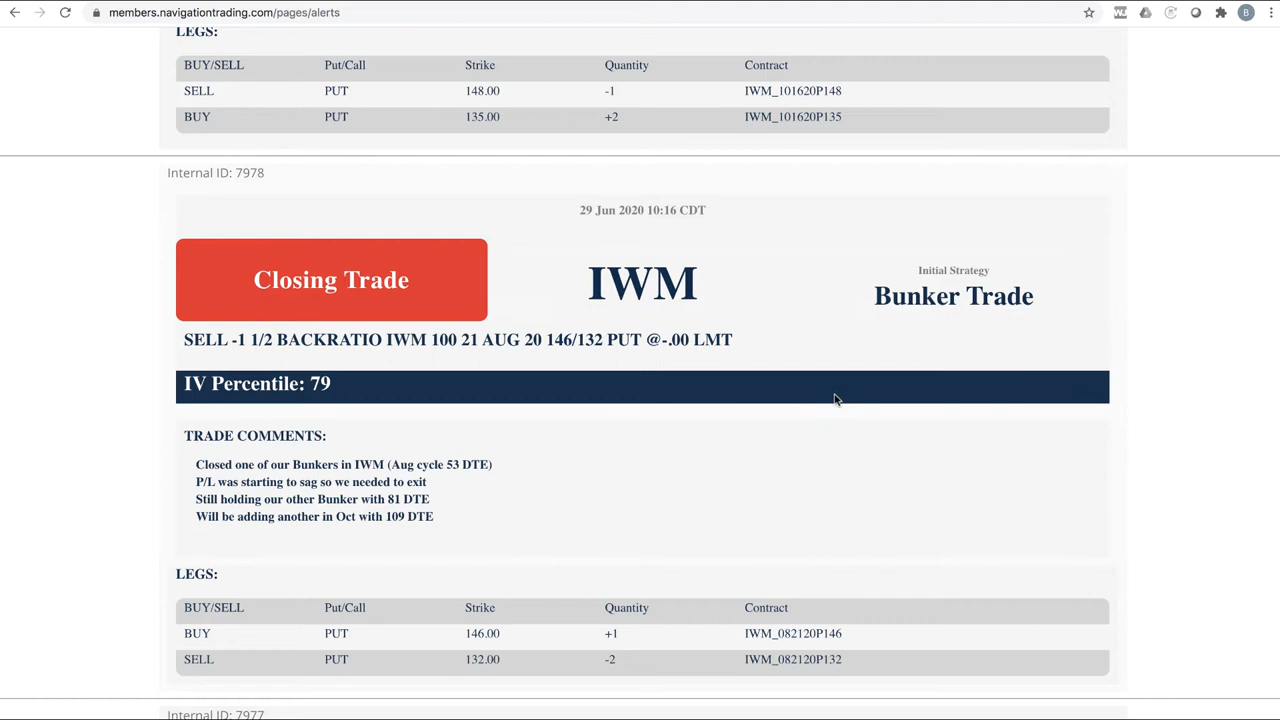 members.navigationtrading.com/pages/alerts
B
LEGS:
BUY/SELL Put/Call Strike Quantity Contract
SELL PUT 148.00 -1 IWM_101620P148
BUY PUT 135.00 +2 IWM_101620P135
Internal ID: 7978
29 Jun 2020 10:16 CDT
Closing Trade
IWM
Initial Strategy
Bunker Trade
SELL -1 1/2 BACKRATIO IWM 100 21 AUG 20 146/132 PUT @-.00 LMT
IV Percentile: 79
TRADE COMMENTS:
Closed one of our Bunkers in IWM (Aug cycle 53 DTE)
P/L was starting to sag so we needed to exit
Still holding our other Bunker with 81 DTE
Will be adding another in Oct with 109 DTE
LEGS:
BUY/SELL Put/Call Strike Quantity Contract
BUY PUT 146.00 +1 IWM_082120P146
SELL PUT 132.00 -2 IWM_082120P132
Internal ID: 7977